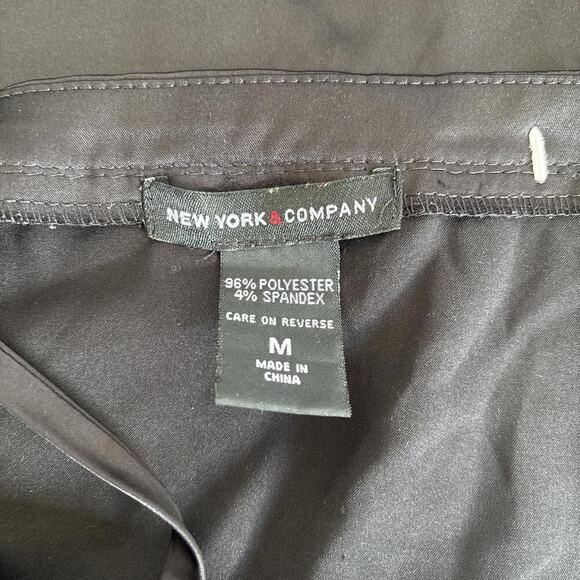 NEW YORK & COMPANY
96% POLYESTER
4% SPANDEX
CARE ON REVERSE
M
MADE IN
CHINA